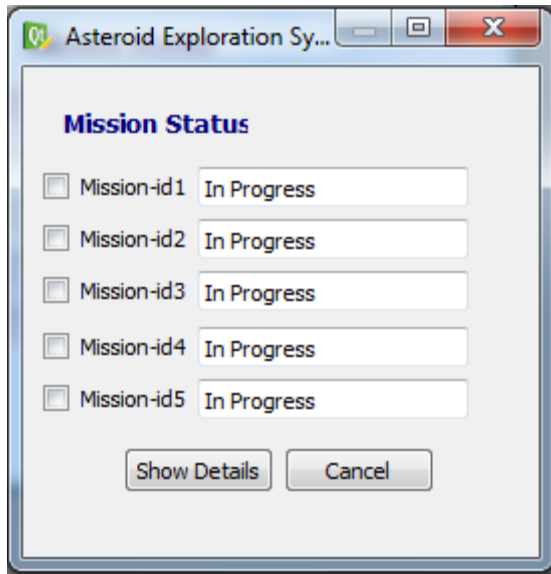 Qt Asteroid Exploration Sy...
Mission Status
Mission-id1 In Progress
Mission-id2 In Progress
Mission-id3 In Progress
Mission-id4 In Progress
Mission-id5 In Progress
Show Details Cancel